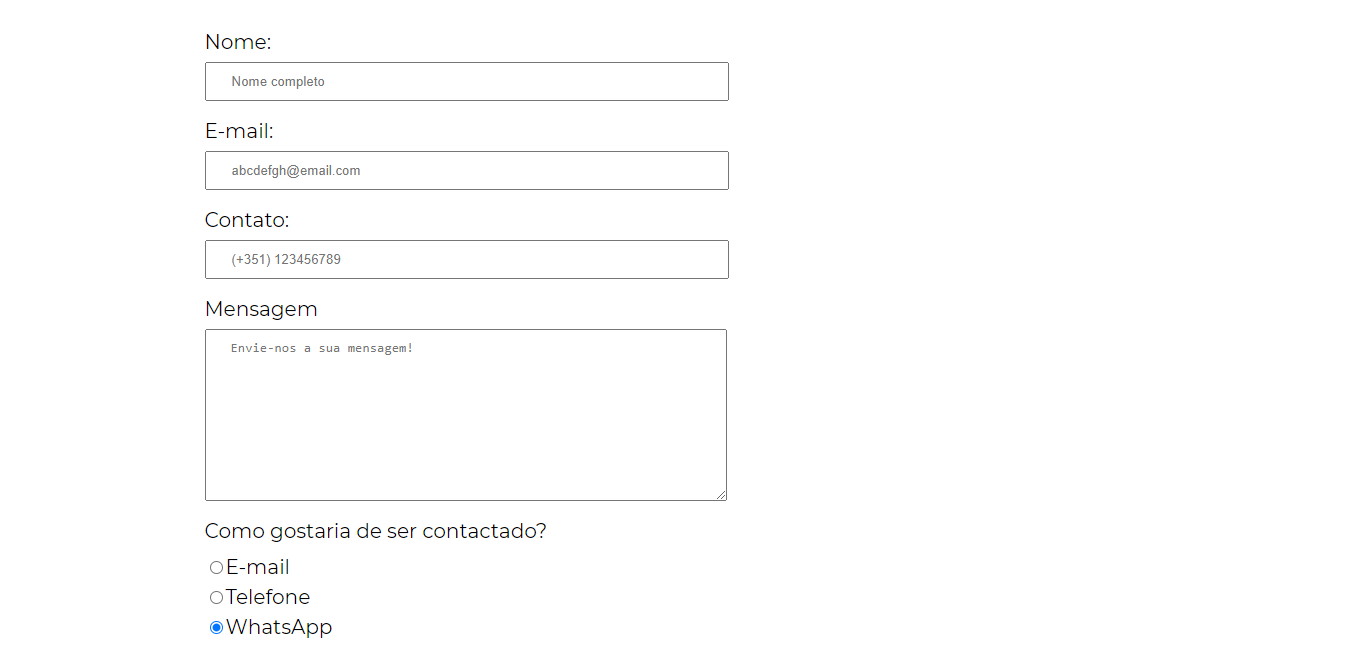 Nome:
Nome completo
E-mail:
abcdefgh@email.com
Contato:
(+351) 123456789
Mensagem
Envie-nos a sua mensagem!
Como gostaria de ser contactado?
E-mail
Telefone
WhatsApp